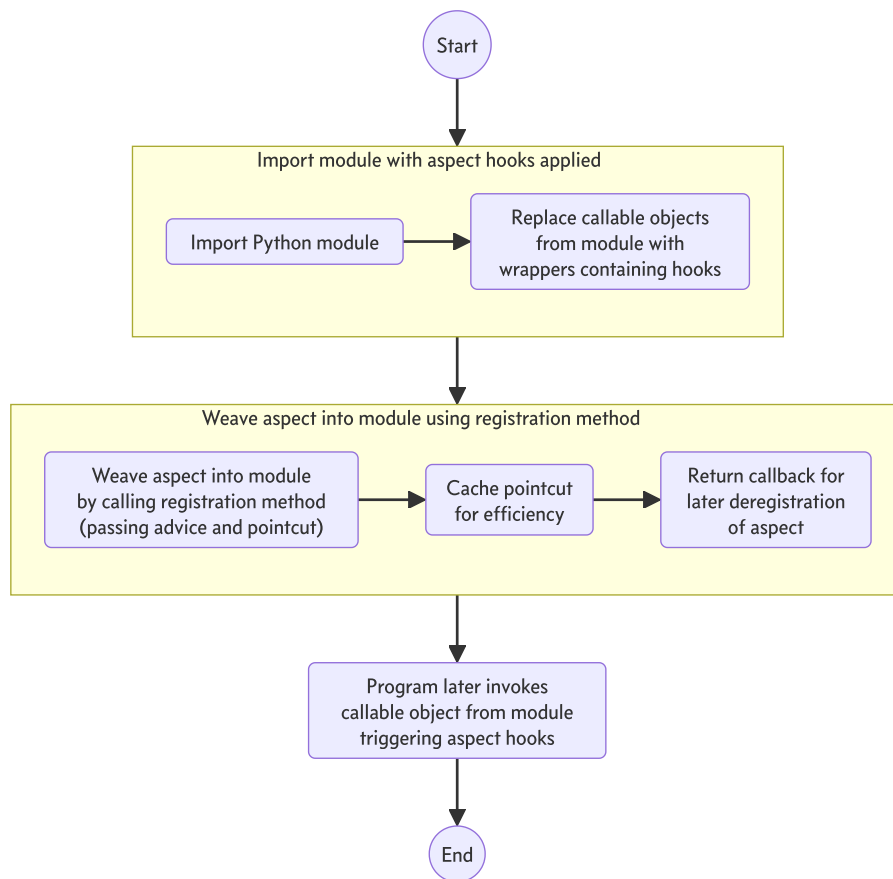 Start
Import module with aspect hooks applied
Import Python module
Replace callable objects
from module with
wrappers containing hooks
Weave aspect into module using registration method
Weave aspect into module
by calling registration method
(passing advice and pointcut)
Cache pointcut
for efficiency
Return callback for
later deregistration
of aspect
Program later invokes
callable object from module
triggering aspect hooks
End